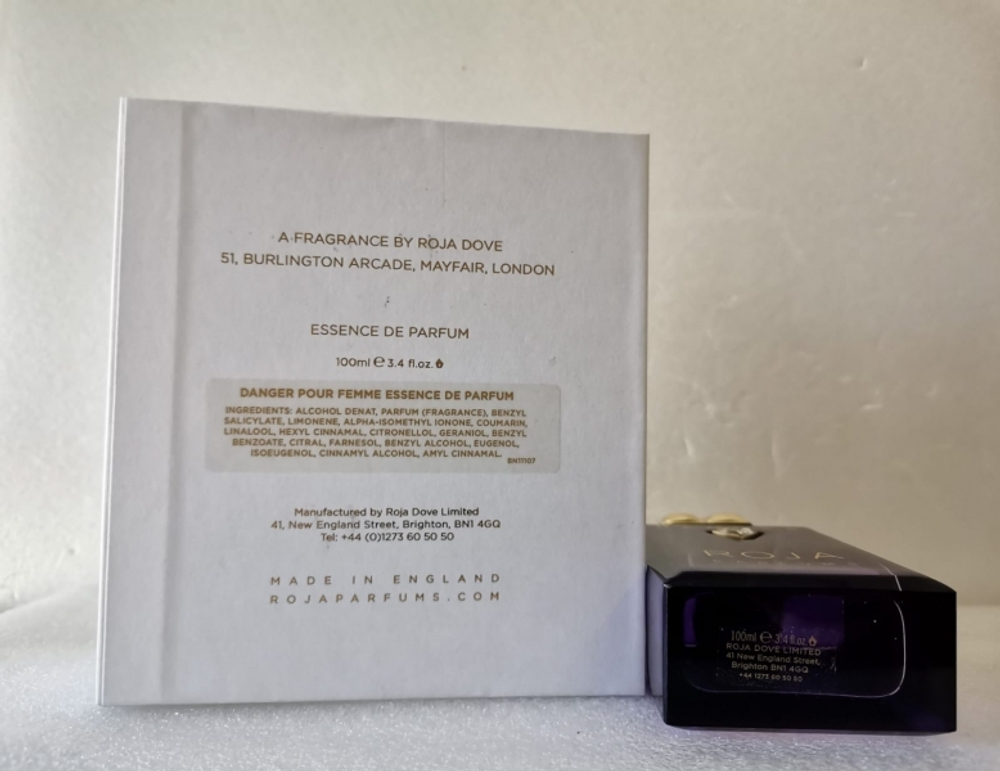 A FRAGRANCE BY ROJA DOVE
51, BURLINGTON ARCADE, MAYFAIR, LONDON
ESSENCE DE PARFUM
100ml e 3.4 fl.oz.
DANGER POUR FEMME ESSENCE DE PARFUM
INGREDIENTS: ALCOHOL DENAT, PARFUM (FRAGRANCE), BENZYL
SALICYLATE, LIMONENE, ALPHA-ISOMETHYL IONONE, COUMARIN,
LINALOOL, HEXYL CINNAMAL, CITRONELLOL, GERANIOL, BENZYL
BENZOATE, CITRAL, FARNESOL, BENZYL ALCOHOL, EUGENOL,
ISOEUGENOL, CINNAMYL ALCOHOL, AMYL CINNAMAL.
BN11107
Manufactured by Roja Dove Limited
41, New England Street, Brighton, BN1 4GQ
Tel: +44 (0)1273 60 50 50
MADE IN ENGLAND
ROJAPARFUMS.COM
ROJA
100ml e 3.4 fl.oz.
ROJA DOVE LIMITED
41 New England Street,
Brighton BN1 4GQ
+44 1273 60 50 50